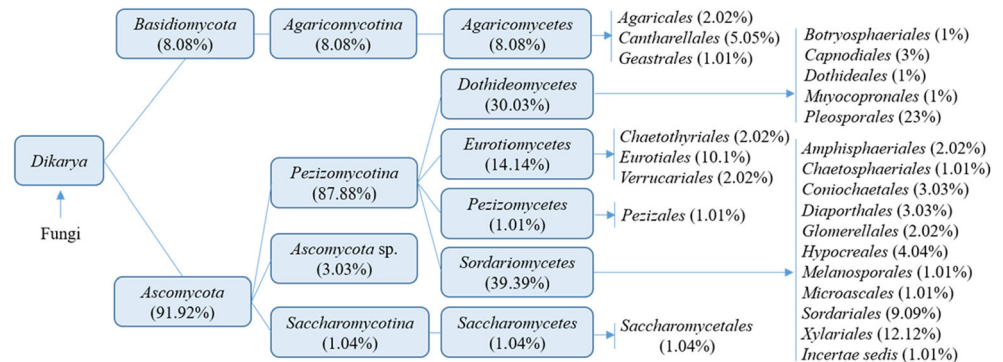 Fungi
Dikarya
Basidiomycota
(8.08%)
Agaricomycotina
(8.08%)
Agaricomycetes
(8.08%)
Agaricales (2.02%)
Cantharellales (5.05%)
Geastrales (1.01%)
Ascomycota
(91.92%)
Pezizomycotina
(87.88%)
Dothideomycetes
(30.03%)
Botryosphaeriales (1%)
Capnodiales (3%)
Dothideales (1%)
Muyocopronales (1%)
Pleosporales (23%)
Eurotiomycetes
(14.14%)
Chaetothyriales (2.02%)
Eurotiales (10.1%)
Verrucariales (2.02%)
Pezizomycetes
(1.01%)
Pezizales (1.01%)
Sordariomycetes
(39.39%)
Amphisphaeriales (2.02%)
Chaetosphaeriales (1.01%)
Coniochaetales (3.03%)
Diaporthales (3.03%)
Glomerellales (2.02%)
Hypocreales (4.04%)
Melanosporales (1.01%)
Microascales (1.01%)
Sordariales (9.09%)
Xylariales (12.12%)
Incertae sedis (1.01%)
Ascomycota sp.
(3.03%)
Saccharomycotina
(1.04%)
Saccharomycetes
(1.04%)
Saccharomycetales
(1.04%)